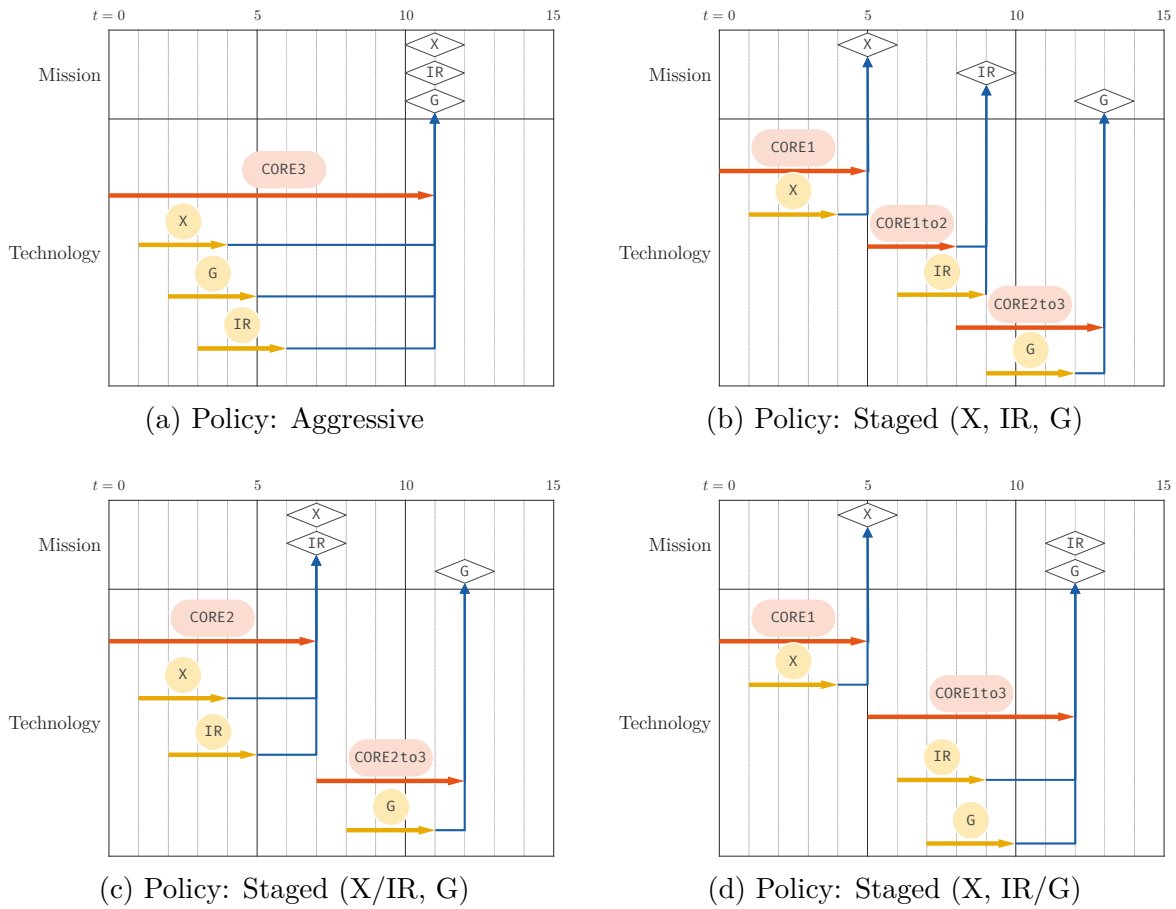 t = 0 5 10 15
X
Mission IR
G
CORE3
X
Technology
G
IR
(a) Policy: Aggressive
t = 0 5 10 15
X
Mission IR
G
CORE1
X
CORE1to2
Technology
IR
CORE2to3
G
(b) Policy: Staged (X, IR, G)
t = 0 5 10 15
X
Mission IR
G
CORE2
X
Technology IR
CORE2to3
G
(c) Policy: Staged (X/IR, G)
t = 0 5 10 15
X
Mission IR
G
CORE1
X
CORE1to3
Technology
IR
G
(d) Policy: Staged (X, IR/G)